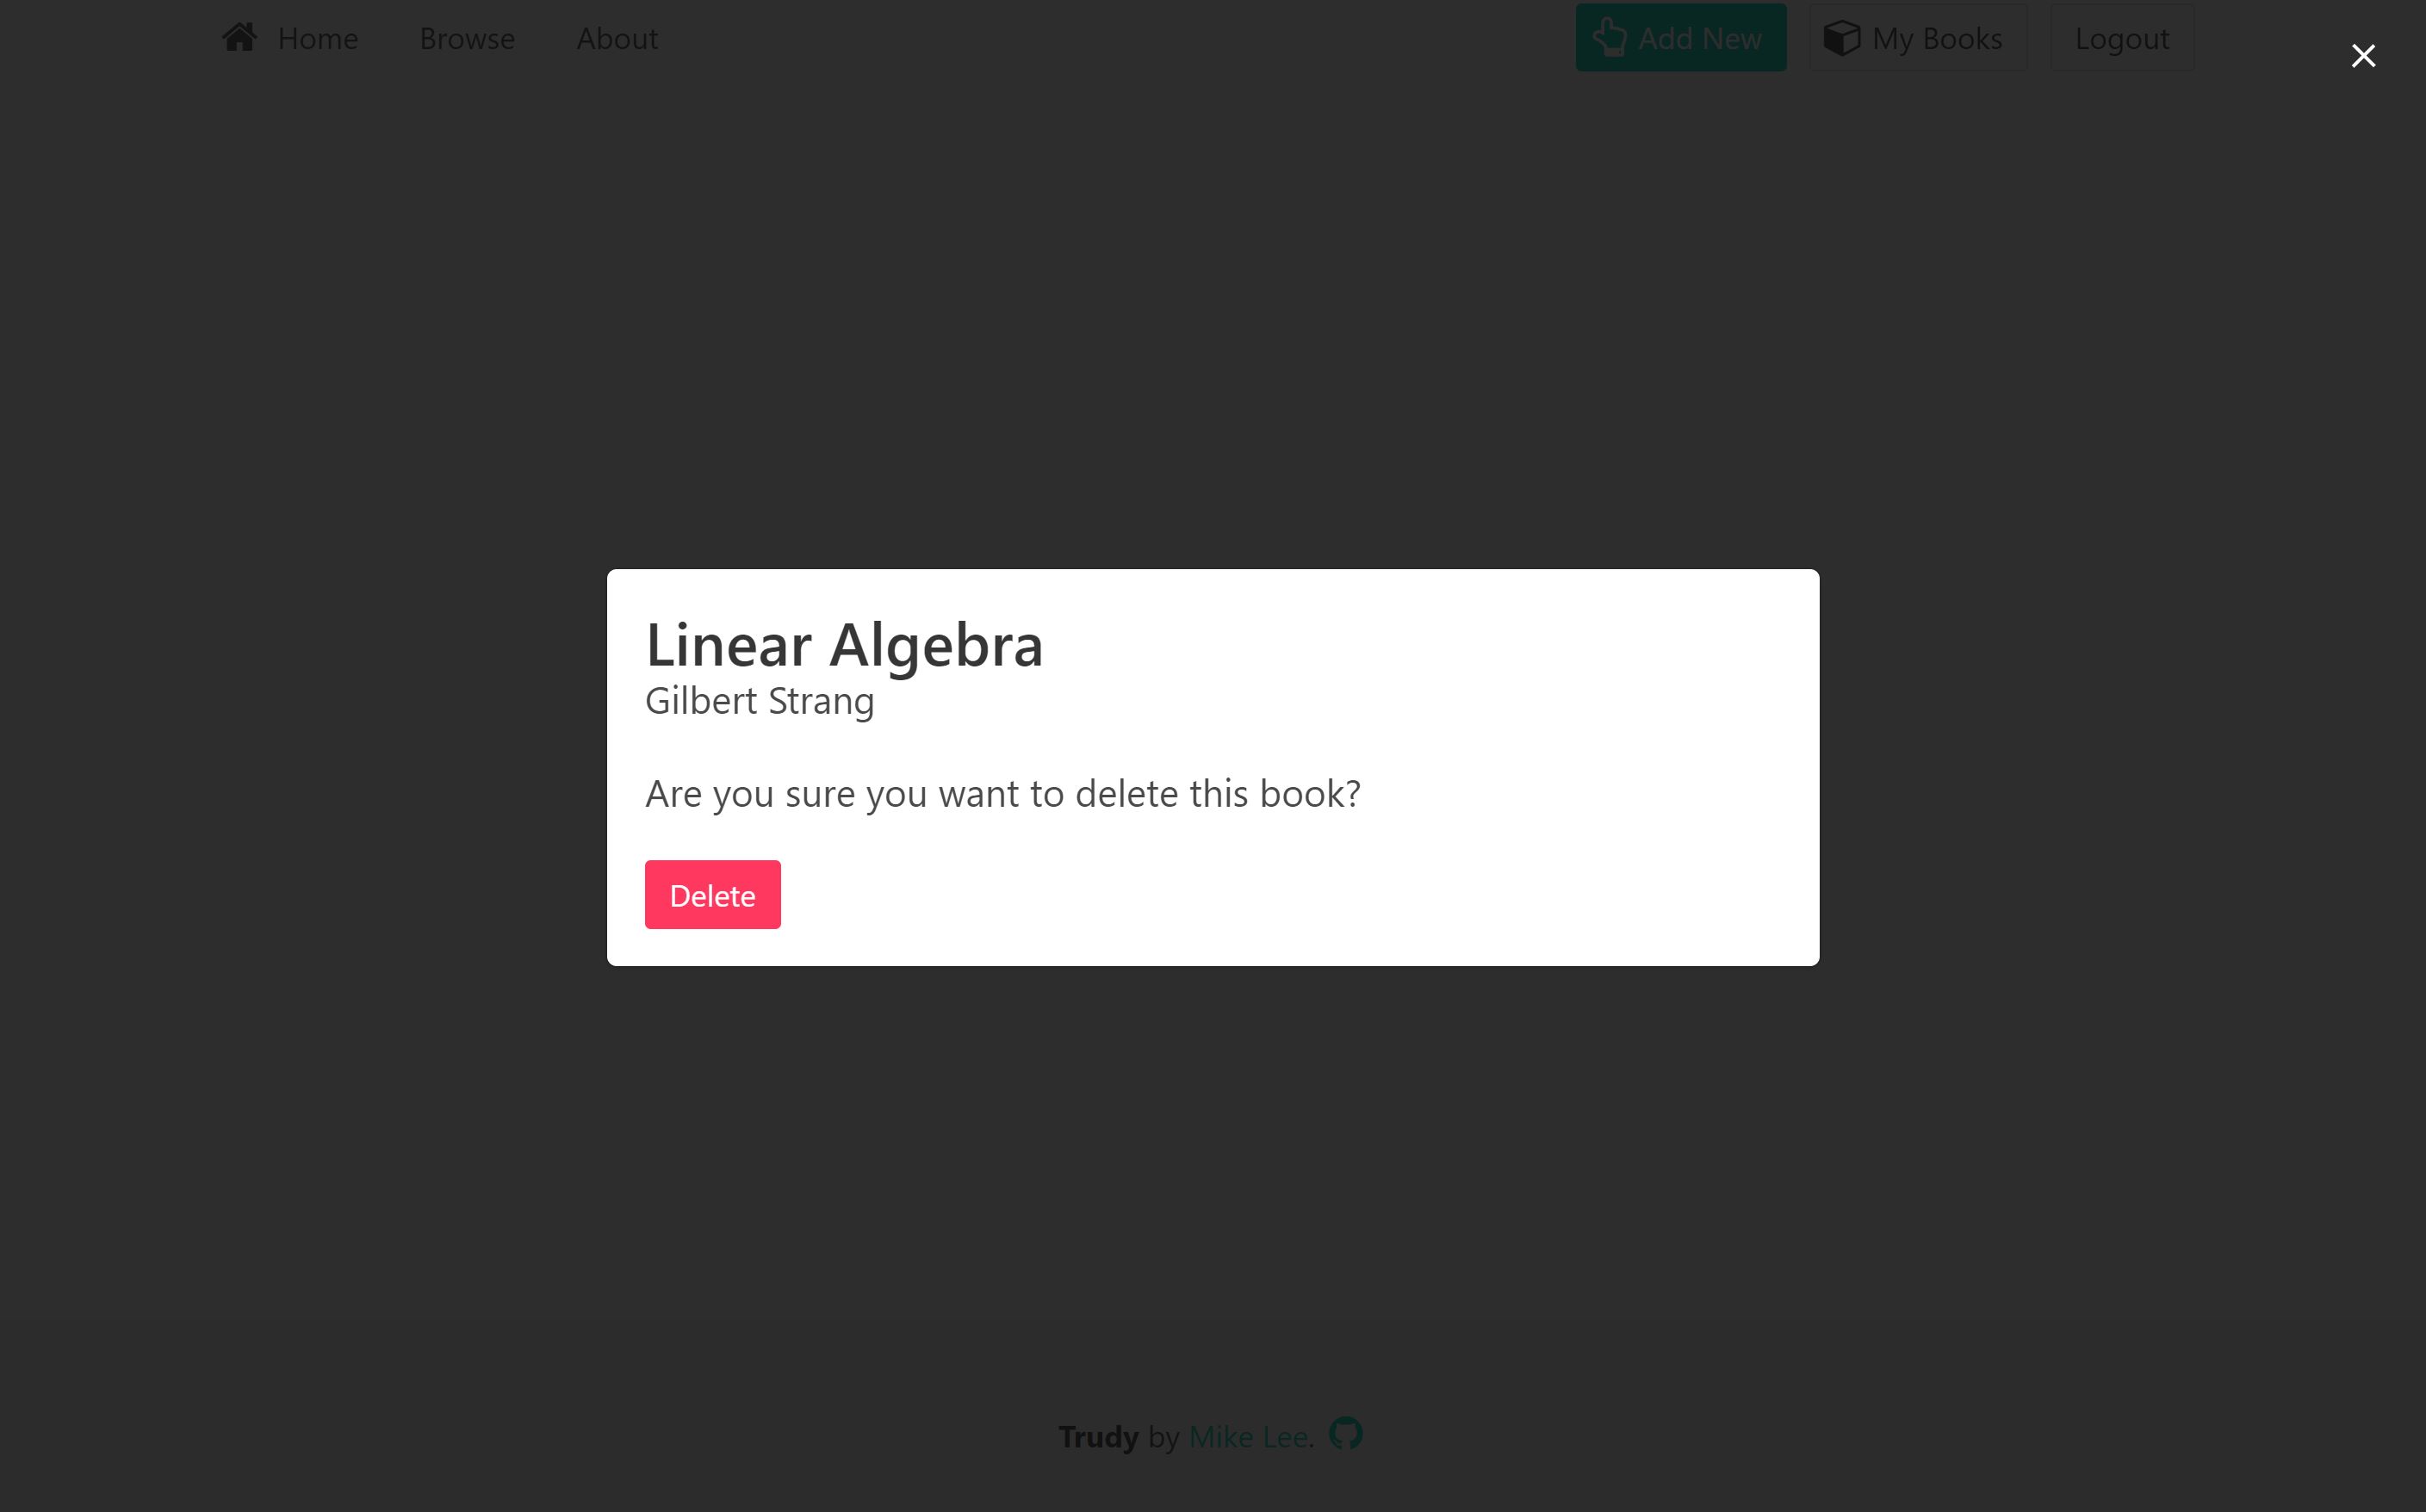 Home Browse About Add New My Books Logout
Linear Algebra
Gilbert Strang
Are you sure you want to delete this book?
Delete
Trudy by Mike Lee.